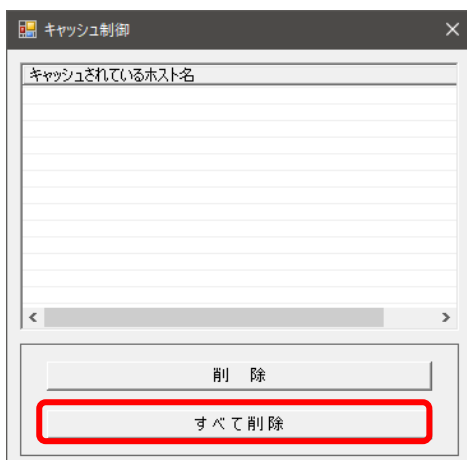 キャッシュ制御
キャッシュされているホスト名
削 除
すべて削除